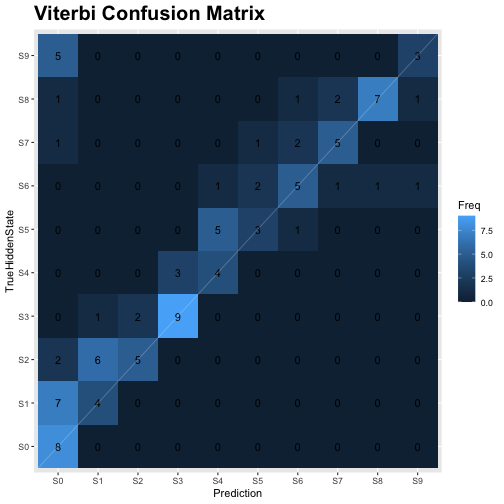 Viterbi Confusion Matrix
TrueHiddenState
S9 5 0 0 0 0 0 0 0 0 3
S8 1 0 0 0 0 0 1 2 7 1
S7 1 0 0 0 0 1 2 5 0 0
S6 0 0 0 0 1 2 5 1 1 1
S5 0 0 0 0 5 3 1 0 0 0
S4 0 0 0 3 4 0 0 0 0 0
S3 0 1 2 9 0 0 0 0 0 0
S2 2 6 5 0 0 0 0 0 0 0
S1 7 4 0 0 0 0 0 0 0 0
S0 8 0 0 0 0 0 0 0 0 0
S0 S1 S2 S3 S4 S5 S6 S7 S8 S9
Prediction
Freq
7.5
5.0
2.5
0.0